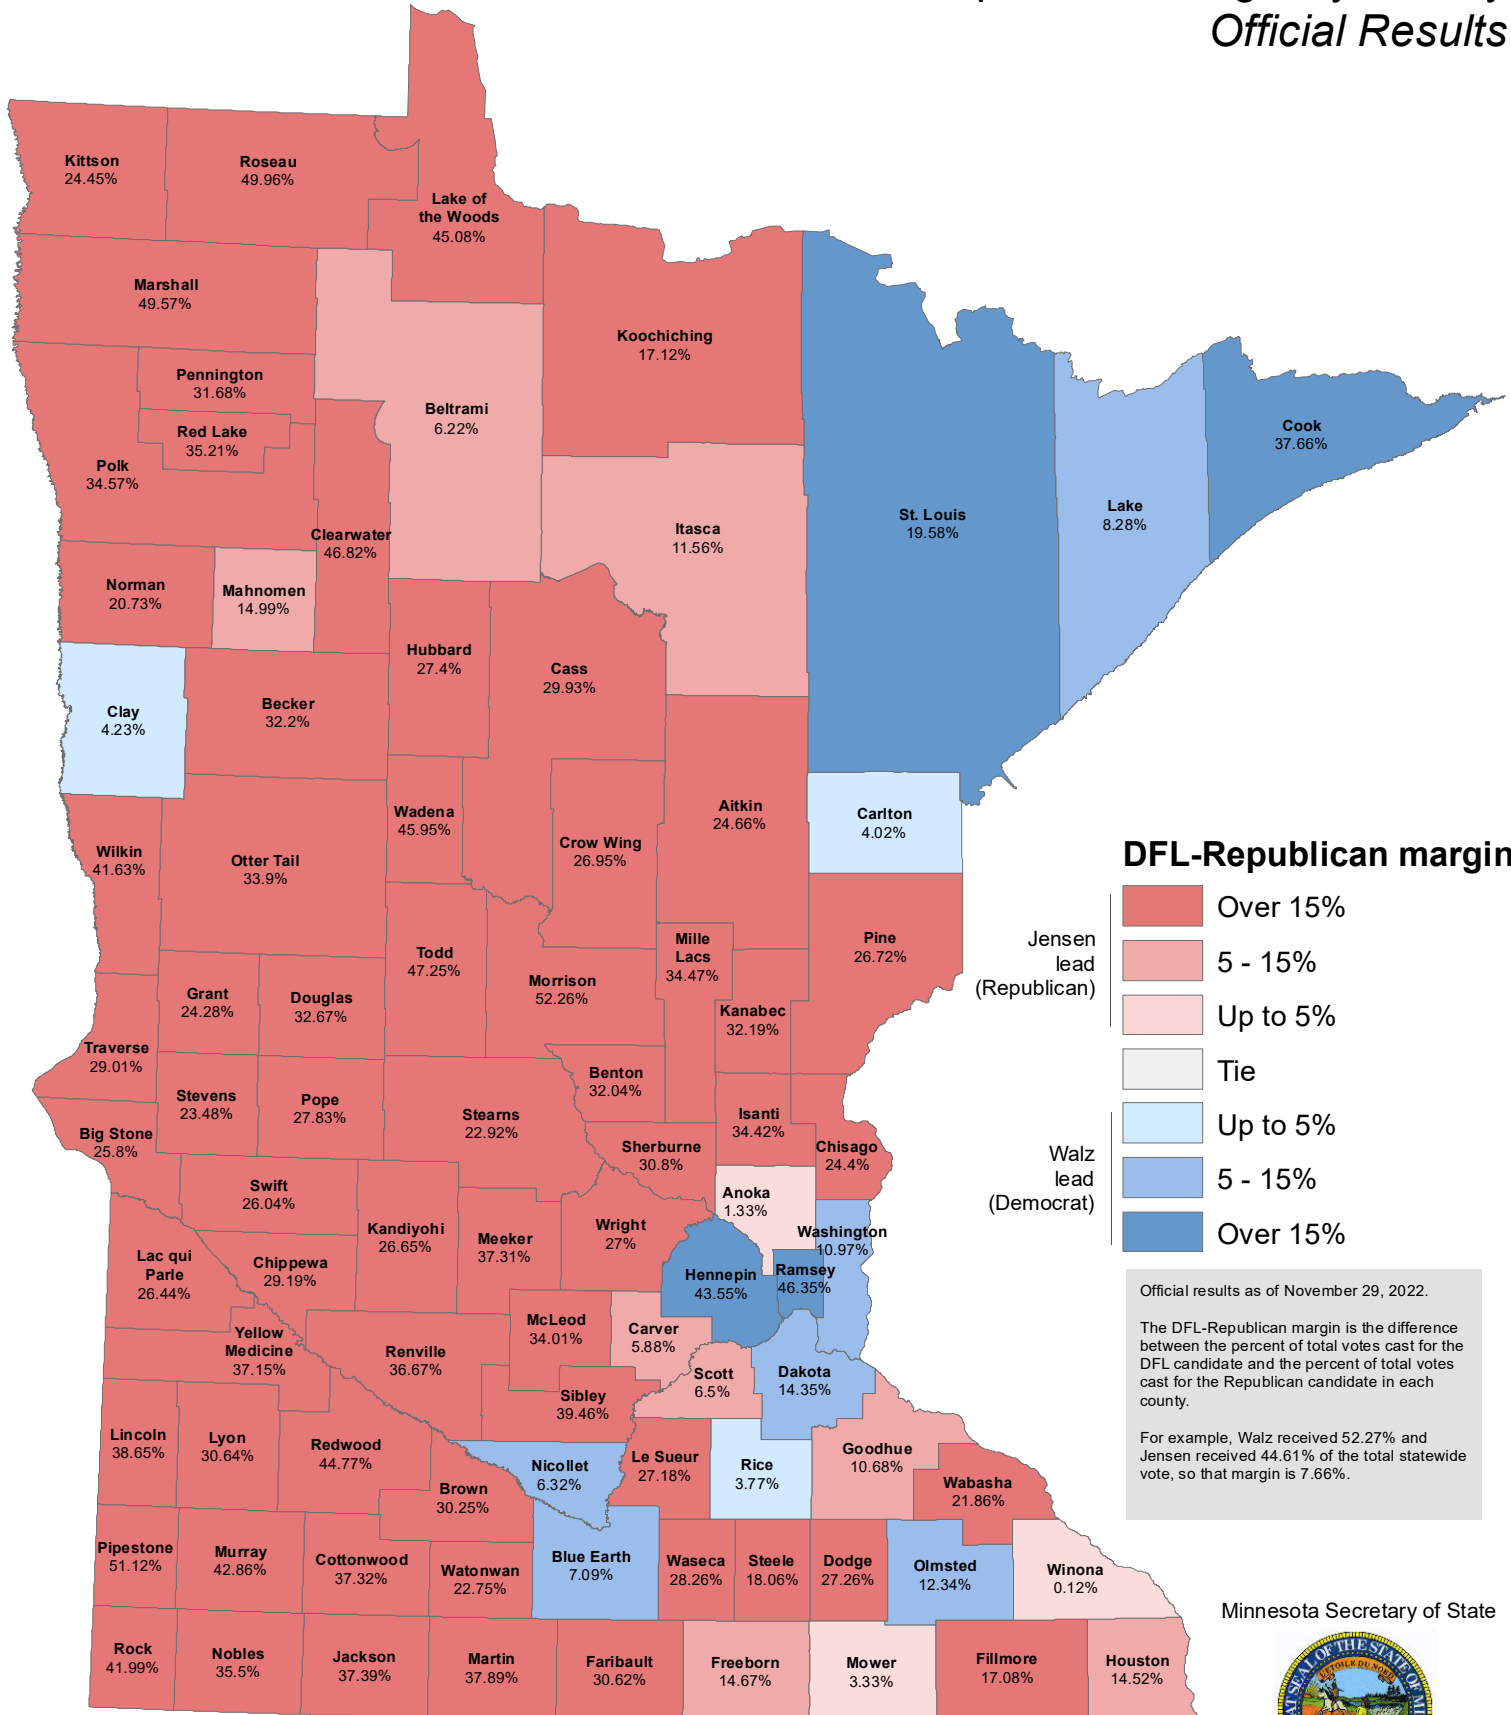 Official Results
Kittson
24.45%
Roseau
49.96%
Lake of
the Woods
45.08%
Marshall
49.57%
Koochiching
17.12%
Pennington
31.68%
Beltrami
6.22%
Red Lake
35.21%
Cook
37.66%
Polk
34.57%
St. Louis
19.58%
Lake
8.28%
Clearwater
46.82%
Itasca
11.56%
Norman
20.73%
Mahnomen
14.99%
Hubbard
27.4%
Cass
29.93%
Clay
4.23%
Becker
32.2%
Wadena
45.95%
Aitkin
24.66%
Carlton
4.02%
Crow Wing
26.95%
Wilkin
41.63%
Otter Tail
33.9%
Todd
47.25%
Mille
Lacs
34.47%
Pine
26.72%
Morrison
52.26%
Grant
24.28%
Douglas
32.67%
Kanabec
32.19%
Traverse
29.01%
Benton
32.04%
Stevens
23.48%
Pope
27.83%
Stearns
22.92%
Isanti
34.42%
Big Stone
25.8%
Sherburne
30.8%
Chisago
24.4%
Swift
26.04%
Anoka
1.33%
Kandiyohi
26.65%
Meeker
37.31%
Wright
27%
Washington
10.97%
Lac qui
Parle
26.44%
Chippewa
29.19%
Hennepin
43.55%
Ramsey
46.35%
McLeod
34.01%
Carver
5.88%
Yellow
Medicine
37.15%
Renville
36.67%
Scott
6.5%
Dakota
14.35%
Sibley
39.46%
Lincoln
38.65%
Lyon
30.64%
Redwood
44.77%
Nicollet
6.32%
Le Sueur
27.18%
Rice
3.77%
Goodhue
10.68%
Wabasha
21.86%
Brown
30.25%
Pipestone
51.12%
Murray
42.86%
Cottonwood
37.32%
Watonwan
22.75%
Blue Earth
7.09%
Waseca
28.26%
Steele
18.06%
Dodge
27.26%
Olmsted
12.34%
Winona
0.12%
Rock
41.99%
Nobles
35.5%
Jackson
37.39%
Martin
37.89%
Faribault
30.62%
Freeborn
14.67%
Mower
3.33%
Fillmore
17.08%
Houston
14.52%
DFL-Republican margin
Jensen
lead
(Republican)
Over 15%
5 - 15%
Up to 5%
Tie
Walz
lead
(Democrat)
Up to 5%
5 - 15%
Over 15%
Official results as of November 29, 2022.
The DFL-Republican margin is the difference
between the percent of total votes cast for the
DFL candidate and the percent of total votes
cast for the Republican candidate in each
county.
For example, Walz received 52.27% and
Jensen received 44.61% of the total statewide
vote, so that margin is 7.66%.
Minnesota Secretary of State
L'ETOILE DU NORD